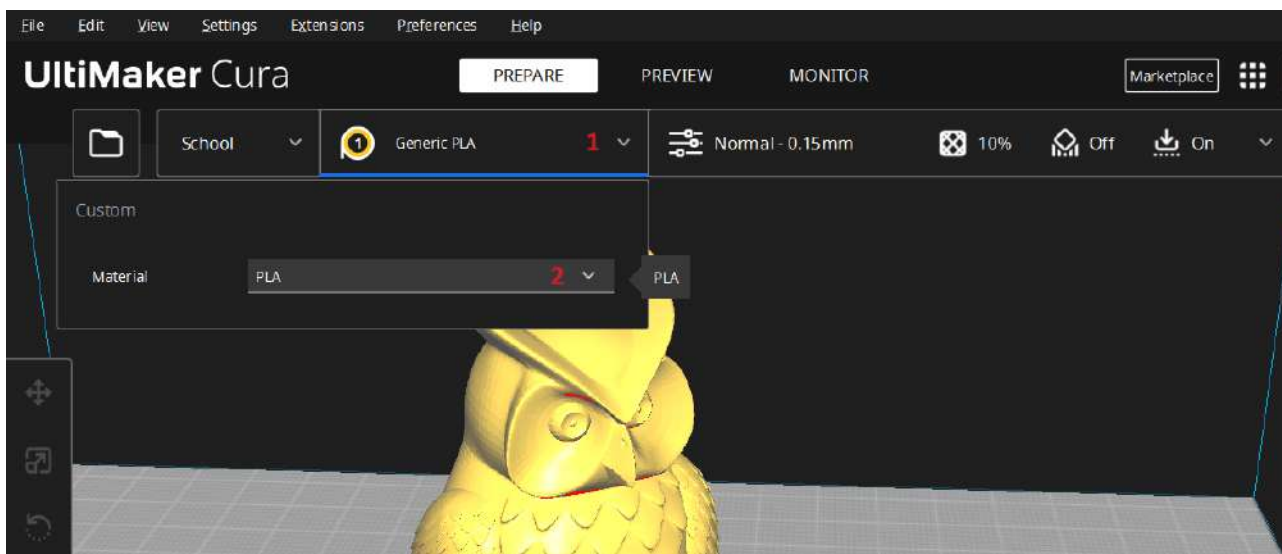 File Edit View Settings Extensions Preferences Help
UltiMaker Cura PREPARE PREVIEW MONITOR Marketplace
School 1 Generic PLA 1 Normal - 0.15mm 10% Off On
Custom
Material PLA 2 PLA